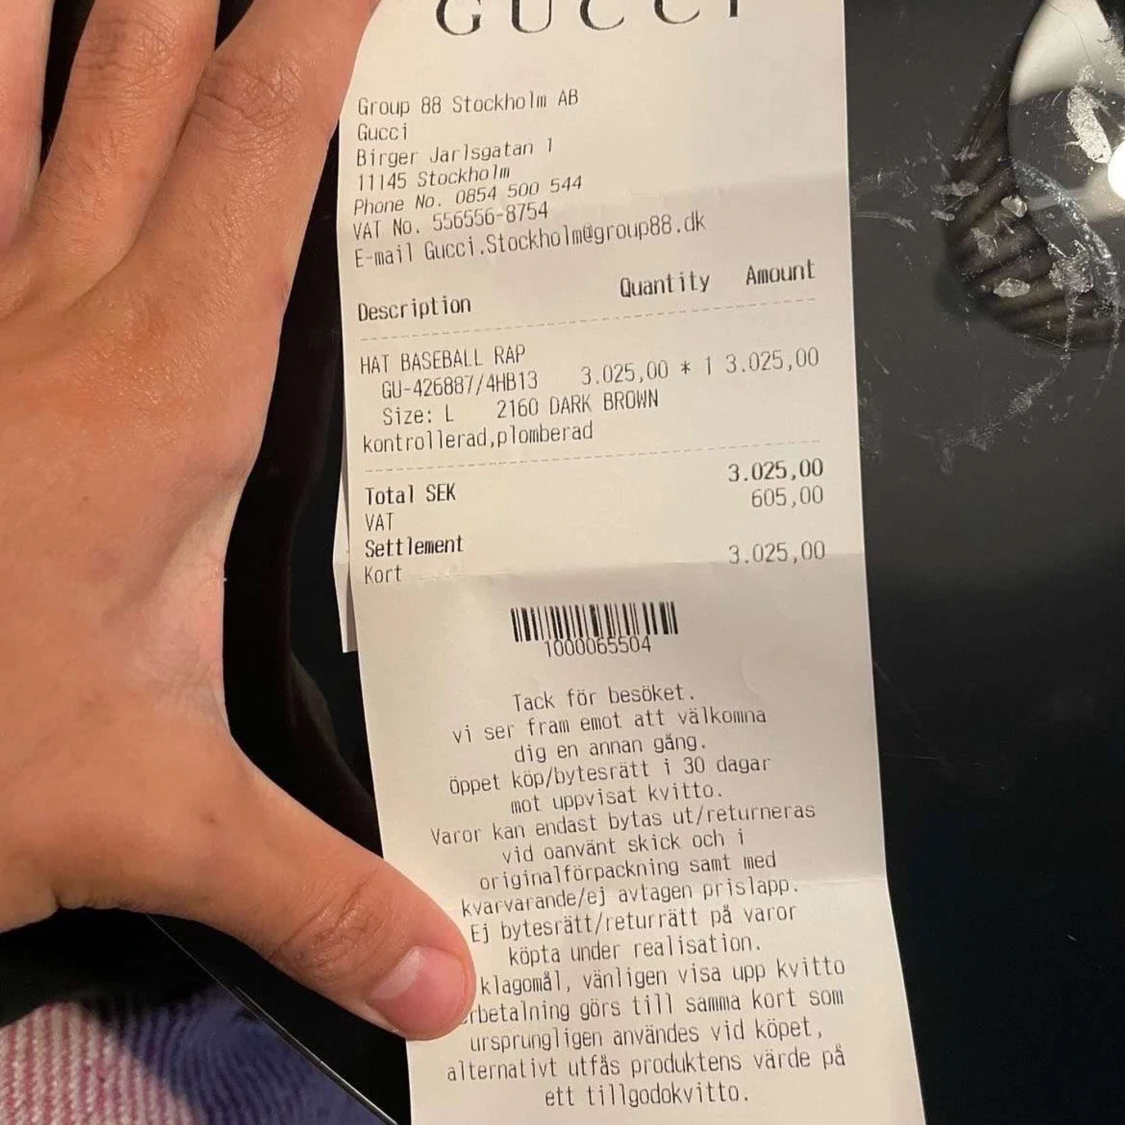 GUCCI
Group 88 Stockholm AB
Gucci
Birger Jarlsgatan 1
11145 Stockholm
Phone No. 0854 500 544
VAT No. 556556-8754
E-mail Gucci.Stockholm@group88.dk
Description Quantity Amount
HAT BASEBALL RAP
GU-426887/4HB13 3.025,00 * 1 3.025,00
Size: L 2160 DARK BROWN
kontrollerad,plomberad
Total SEK 3.025,00
VAT 605,00
Settlement
Kort 3.025,00
1000065504
Tack för besöket.
vi ser fram emot att välkomna
dig en annan gång.
öppet köp/bytesrätt i 30 dagar
mot uppvisat kvitto.
Varor kan endast bytas ut/returneras
vid oanvänt skick och i
originalförpackning samt med
kvarvarande/ej avtagen prislapp.
Ej bytesrätt/returrätt på varor
köpta under realisation.
klagomål, vänligen visa upp kvitto
rbetalning görs till samma kort som
ursprungligen användes vid köpet,
alternativt utfås produktens värde på
ett tillgodokvitto.